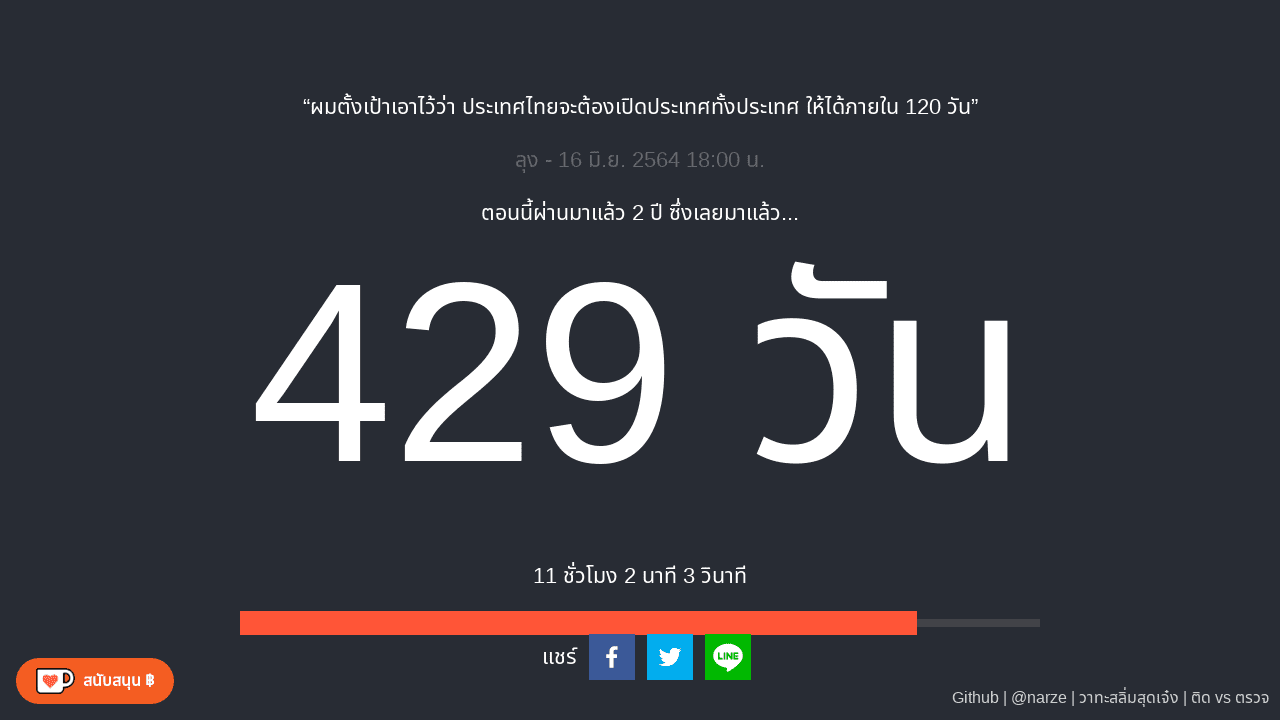 “ผมตั้งเป้าเอาไว้ว่า ประเทศไทยจะต้องเปิดประเทศทั้งประเทศ ให้ได้ภายใน 120 วัน”
ลุง - 16 มิ.ย. 2564 18:00 น.
ตอนนี้ผ่านมาแล้ว 2 ปี ซึ่งเลยมาแล้ว...
429 วัน
11 ชั่วโมง 2 นาที 3 วินาที
แชร์
LINE
สนับสนุน ฿
Github | @narze | วาทะสลิ่มสุดเจ๋ง | ติด vs ตรวจ